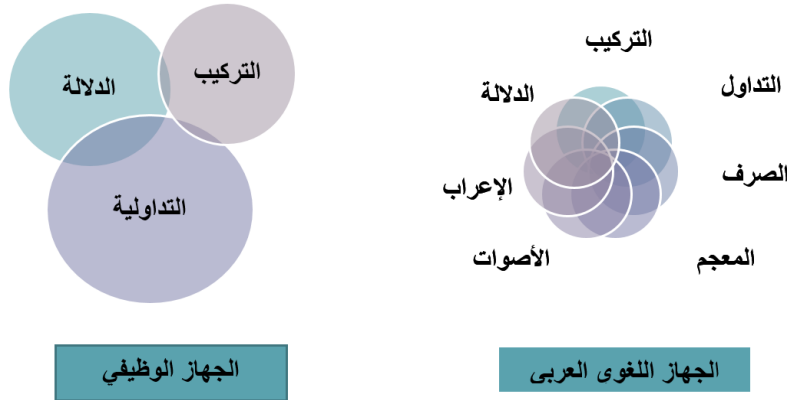 التركيب
التداول
الدلالة
الصرف
الإعراب
المعجم
الأصوات
الجهاز اللغوى العربى
التركيب
الدلالة
التداولية
الجهاز الوظيفي